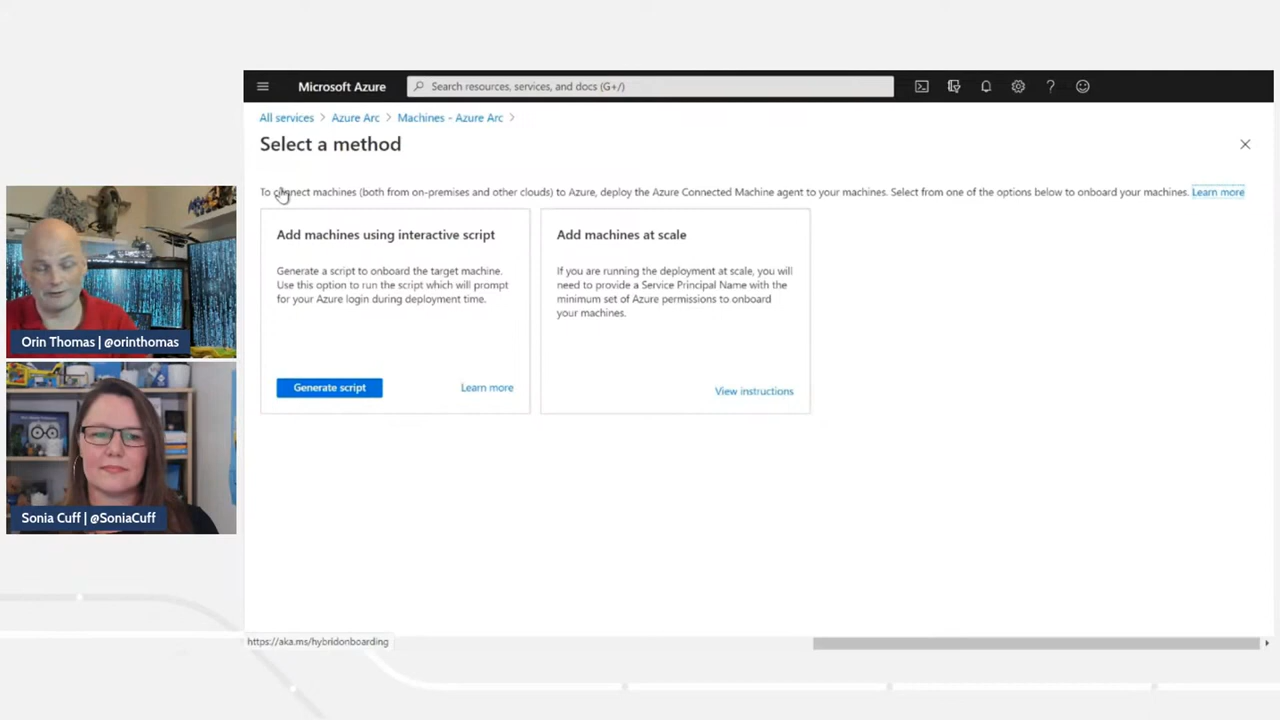 Microsoft Azure
Search resources, services, and docs (G+/)
All services > Azure Arc > Machines - Azure Arc >
Select a method
To connect machines (both from on-premises and other clouds) to Azure, deploy the Azure Connected Machine agent to your machines. Select from one of the options below to onboard your machines. Learn more
Add machines using interactive script
Generate a script to onboard the target machine.
Use this option to run the script which will prompt
for your Azure login during deployment time.
Generate script
Learn more
Add machines at scale
If you are running the deployment at scale, you will
need to provide a Service Principal Name with the
minimum set of Azure permissions to onboard
your machines.
View instructions
Orin Thomas | @orinthomas
Sonia Cuff | @SoniaCuff
https://aka.ms/hybridonboarding